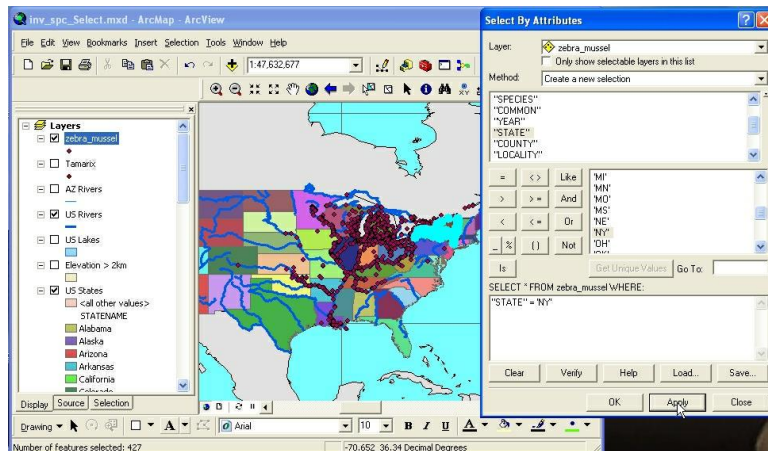 inv_spc_Select.mxd - ArcMap - ArcView
File Edit View Bookmarks Insert Selection Tools Window Help
1:47,632,677
Layers
zebra_mussel
Tamarix
AZ Rivers
US Rivers
US Lakes
Elevation > 2km
US States
<all other values>
STATENAME
Alabama
Alaska
Arizona
Arkansas
California
Colorado
Display Source Selection
Drawing
A
Arial
10
B I U
A
Number of features selected: 427
-70.652 36.34 Decimal Degrees
Select By Attributes
Layer: zebra_mussel
Only show selectable layers in this list
Method: Create a new selection
"SPECIES"
"COMMON"
"YEAR"
"STATE"
"COUNTY"
"LOCALITY"
= < > Like
> > = And
< < = Or
_ % ( ) Not
Is
'MI'
'MN'
'MO'
'MS'
'NE'
'NY'
'OH'
Get Unique Values Go To:
SELECT * FROM zebra_mussel WHERE:
"STATE" = 'NY'
Clear Verify Help Load... Save...
OK Apply Close